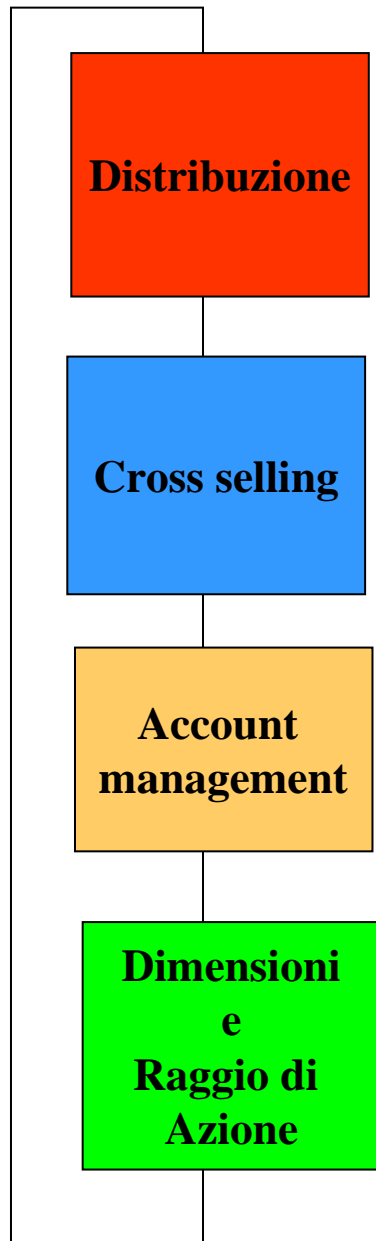 Distribuzione
Cross selling
Account
management
Dimensioni
e
Raggio di
Azione